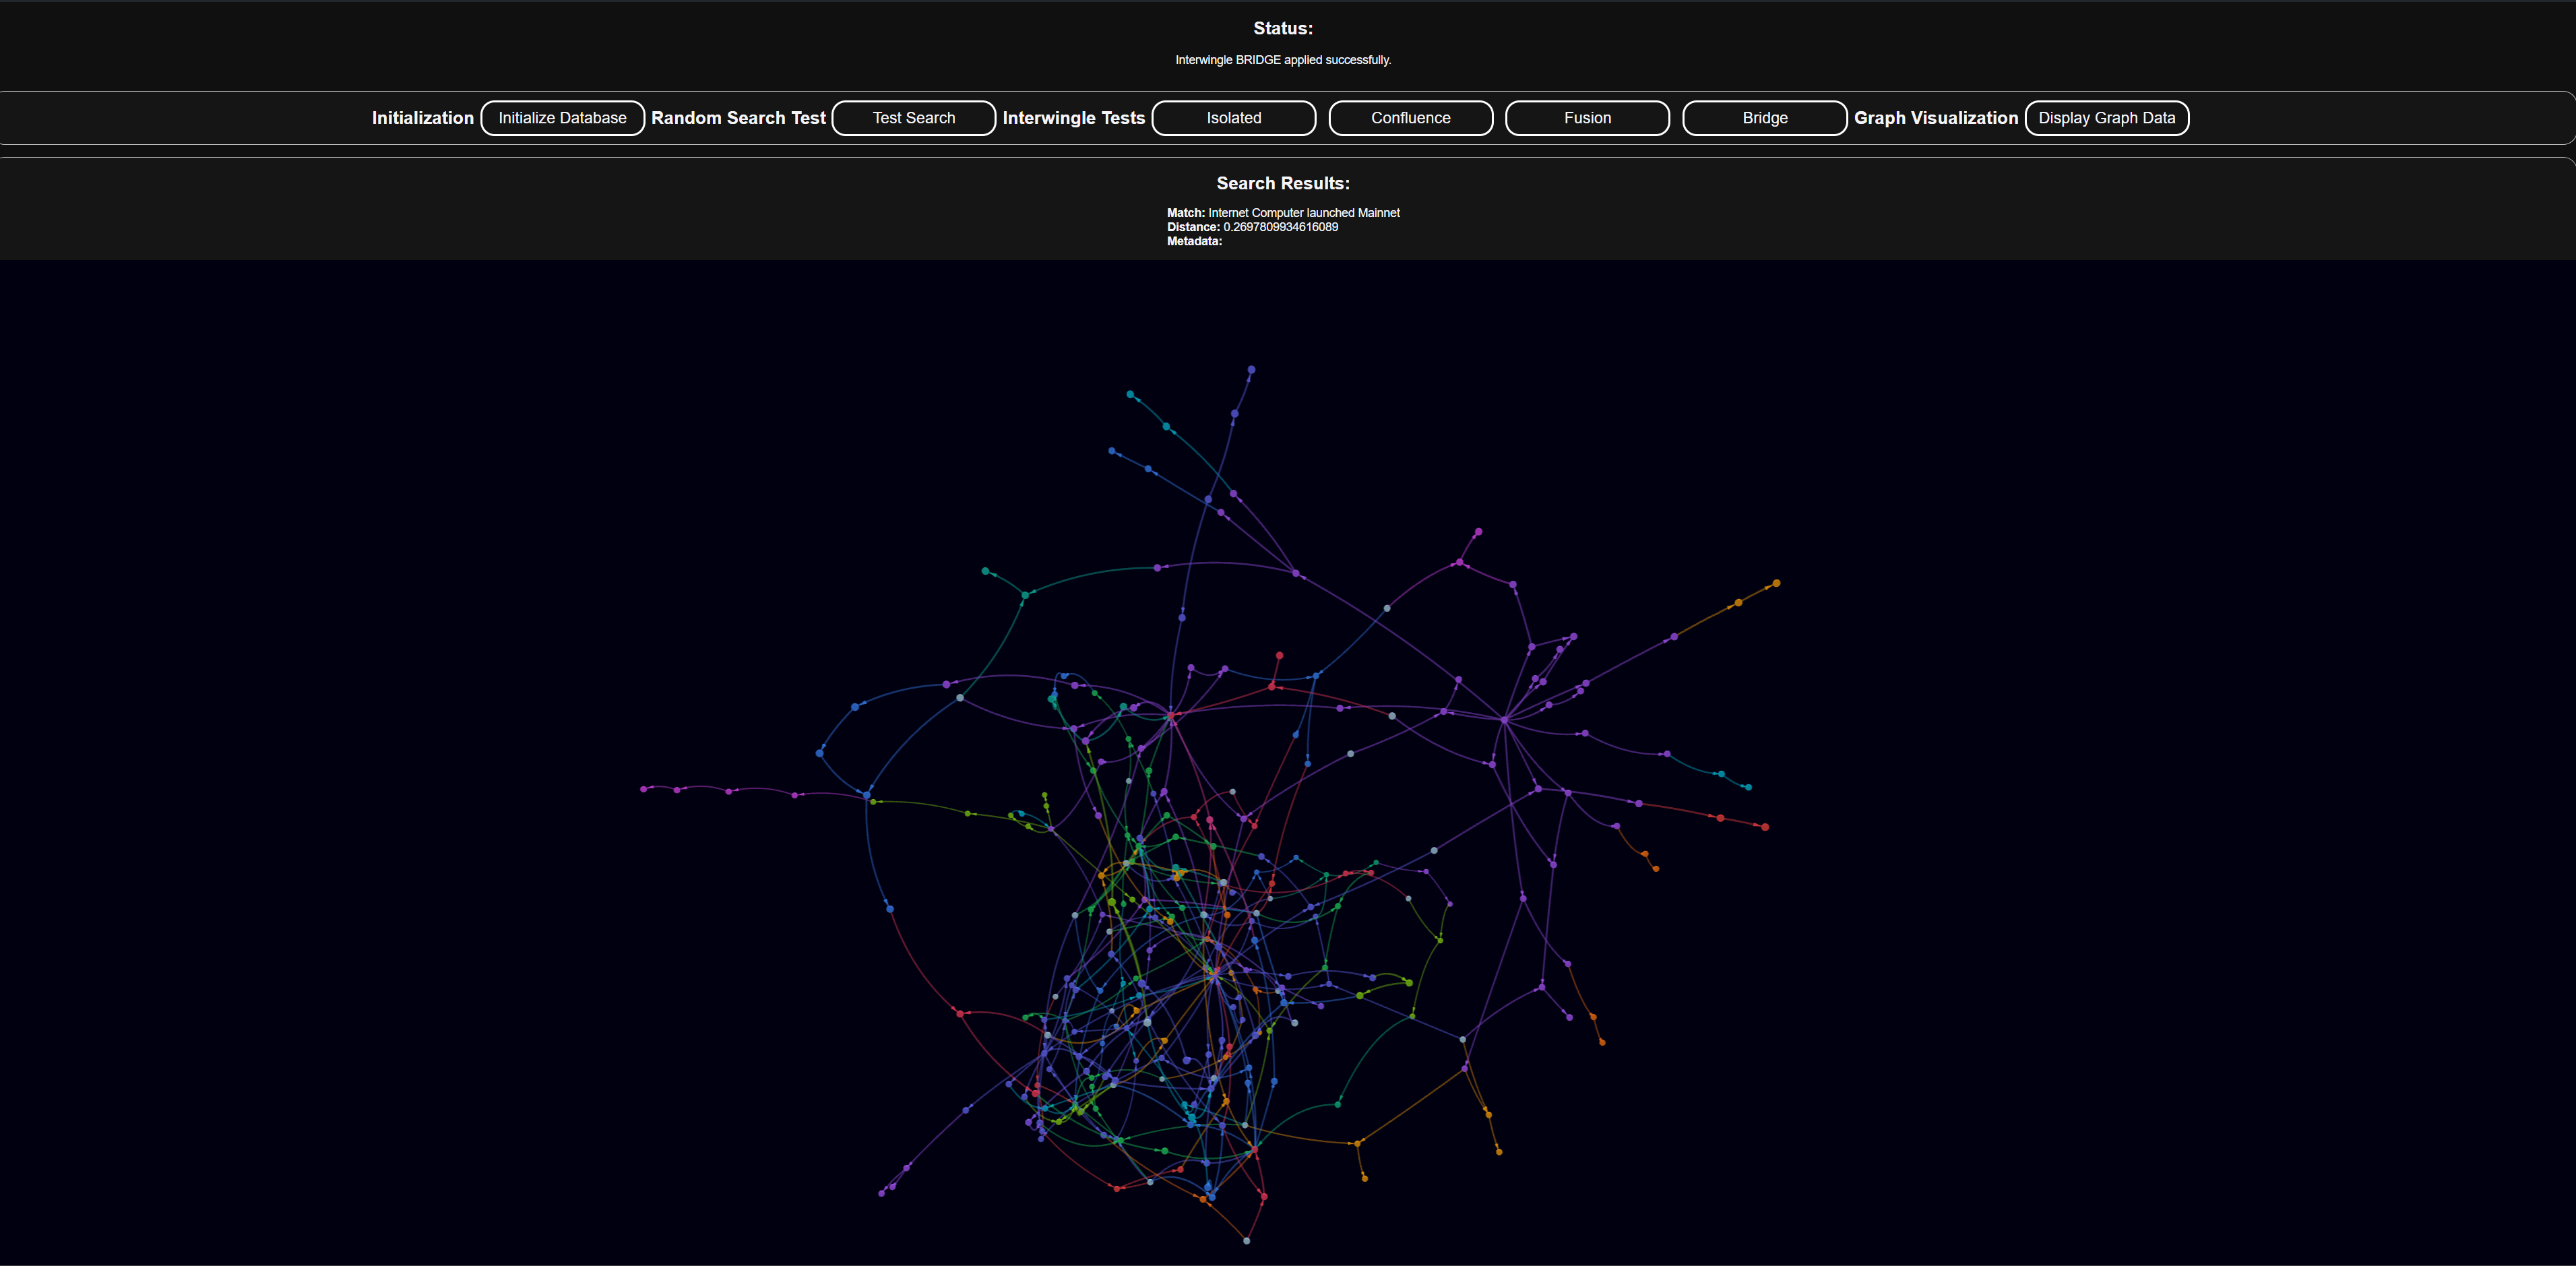 Status:
Interwingle BRIDGE applied successfully.
Initialization Initialize Database Random Search Test Test Search Interwingle Tests Isolated Confluence Fusion Bridge Graph Visualization Display Graph Data
Search Results:
Match: Internet Computer launched Mainnet
Distance: 0.2697809934616089
Metadata: